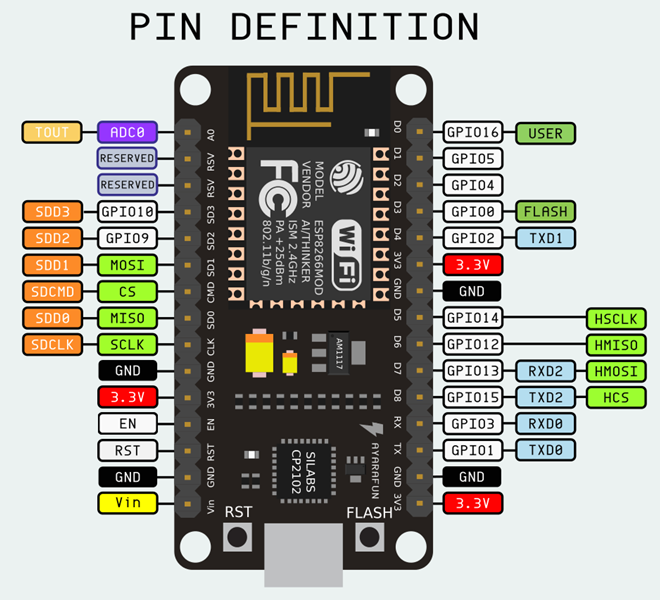 PIN DEFINITION
TOUT ADC0 A0
RESERVED RSV
RESERVED RSV
SDD3 GPIO10 SD3
SDD2 GPIO9 SD2
SDD1 MOSI SD1
SDCMD CS CMD
SDD0 MISO SD0
SDCLK SCLK CLK
GND GND
3.3V 3V3
EN EN
RST RST
GND GND
Vin Vin
D0 GPIO16 USER
D1 GPIO5
D2 GPIO4
D3 GPIO0 FLASH
D4 GPIO2 TXD1
3V3 3.3V
GND GND
D5 GPIO14 HSCLK
D6 GPIO12 HMISO
D7 GPIO13 RXD2 HMOSI
D8 GPIO15 TXD2 HCS
RX GPIO3 RXD0
TX GPIO1 TXD0
GND GND
3V3 3.3V
MODEL ESP8266MOD
VENDOR AI/THINKER
ISM 2.4GHz
PA +25dBm
802.11b/g/n
FC
Wi Fi
AM1117
SILABS
CP2102
AYARAFUN
RST
FLASH